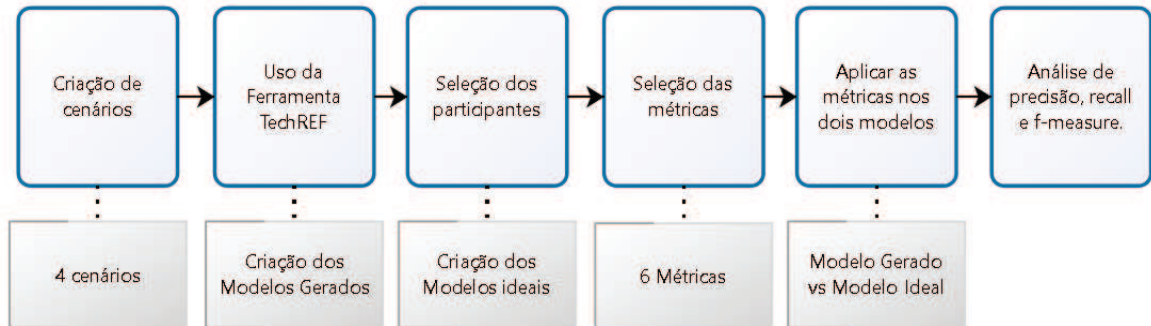 Criação de
cenários
Uso da
Ferramenta
TechREF
Seleção dos
participantes
Seleção das
métricas
Aplicar as
métricas nos
dois modelos
Análise de
precisão, recall
e f-measure.
4 cenários
Criação dos
Modelos Gerados
Criação dos
Modelos ideais
6 Métricas
Modelo Gerado
vs Modelo Ideal